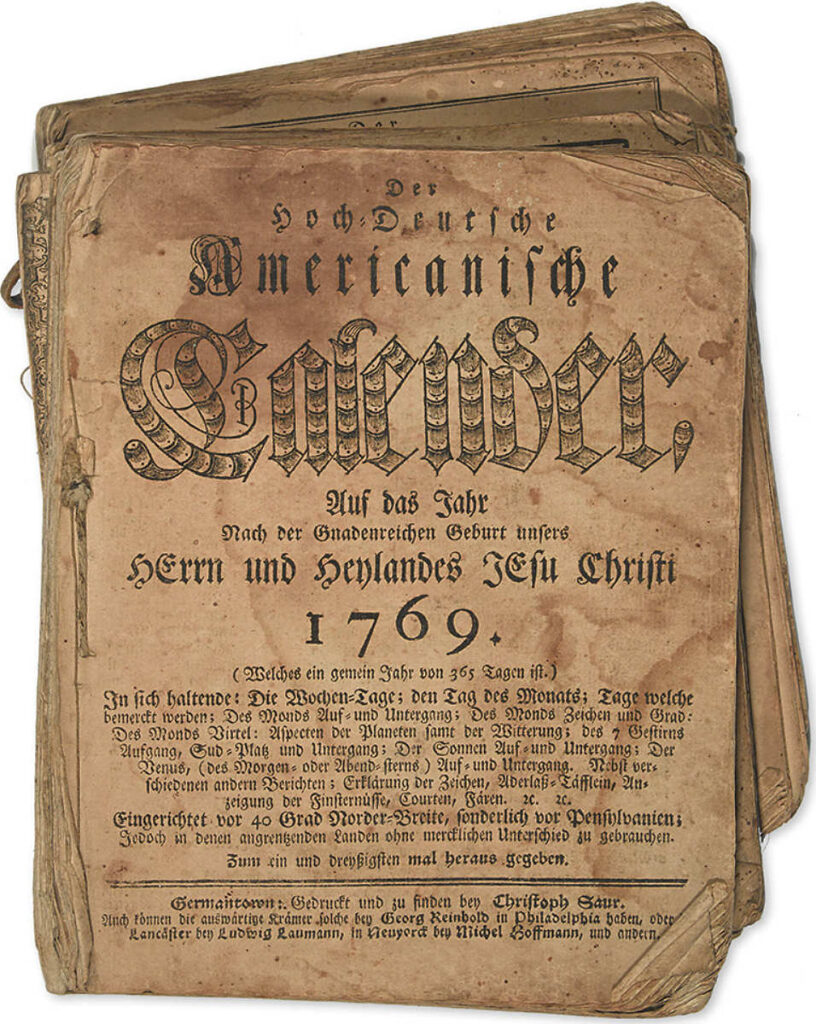 Der
Der
Hoch-Deutsche
Americanische
Calender,
Auf das Jahr
Nach der Gnadenreichen Geburt unsers
HErrn und Heylandes JEsu Christi
1769.
(Welches ein gemein Jahr von 365 Tagen ist.)
In sich haltende: Die Wochen-Tage; den Tag des Monats; Tage welche
bemerckt werden; Des Monds Auf- und Untergang; Des Monds Zeichen und Grad:
Des Monds Virtel: Aspecten der Planeten samt der Witterung; des 7 Gestirns
Aufgang, Sud-Platz und Untergang; Der Sonnen Auf- und Untergang; Der
Venus, (des Morgen- oder Abend-sterns) Auf- und Untergang. Nebst ver-
schiedenen andern Berichten; Erklärung der Zeichen, Aderlaß-Täfflein, An-
zeigung der Finsternüsse, Courten, Fären. ꝛc. ꝛc.
Eingerichtet vor 40 Grad Norder-Breite, sonderlich vor Pensylvanien;
Jedoch in denen angrentzenden Landen ohne mercklichen Unterschied zu gebrauchen.
Zum ein und dreyßigsten mal heraus gegeben.
Germantown: Gedruckt und zu finden bey Christoph Saur.
Auch können die auswärtige Krämer solche bey Georg Reinhold in Philadelphia haben, oder
Lancäster bey Ludwig Laumann, in Neuyorck bey Michel Hoffmann, und andern.